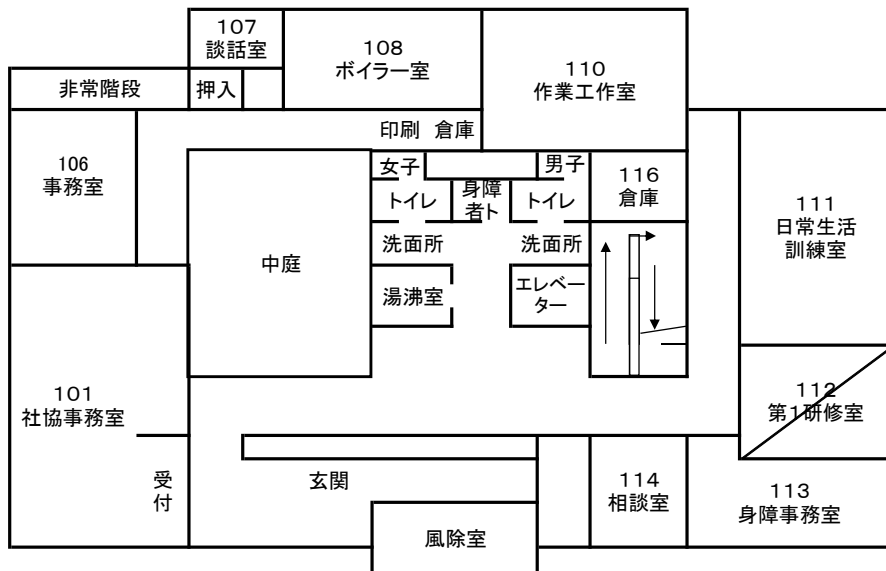 107
談話室
108
ボイラー室
110
作業工作室
非常階段
押入
印刷 倉庫
106
事務室
女子
男子
116
倉庫
トイレ
身障
者ト
トイレ
111
日常生活
訓練室
洗面所
洗面所
中庭
湯沸室
エレベー
ター
101
社協事務室
112
第1研修室
受
付
玄関
114
相談室
113
身障事務室
風除室